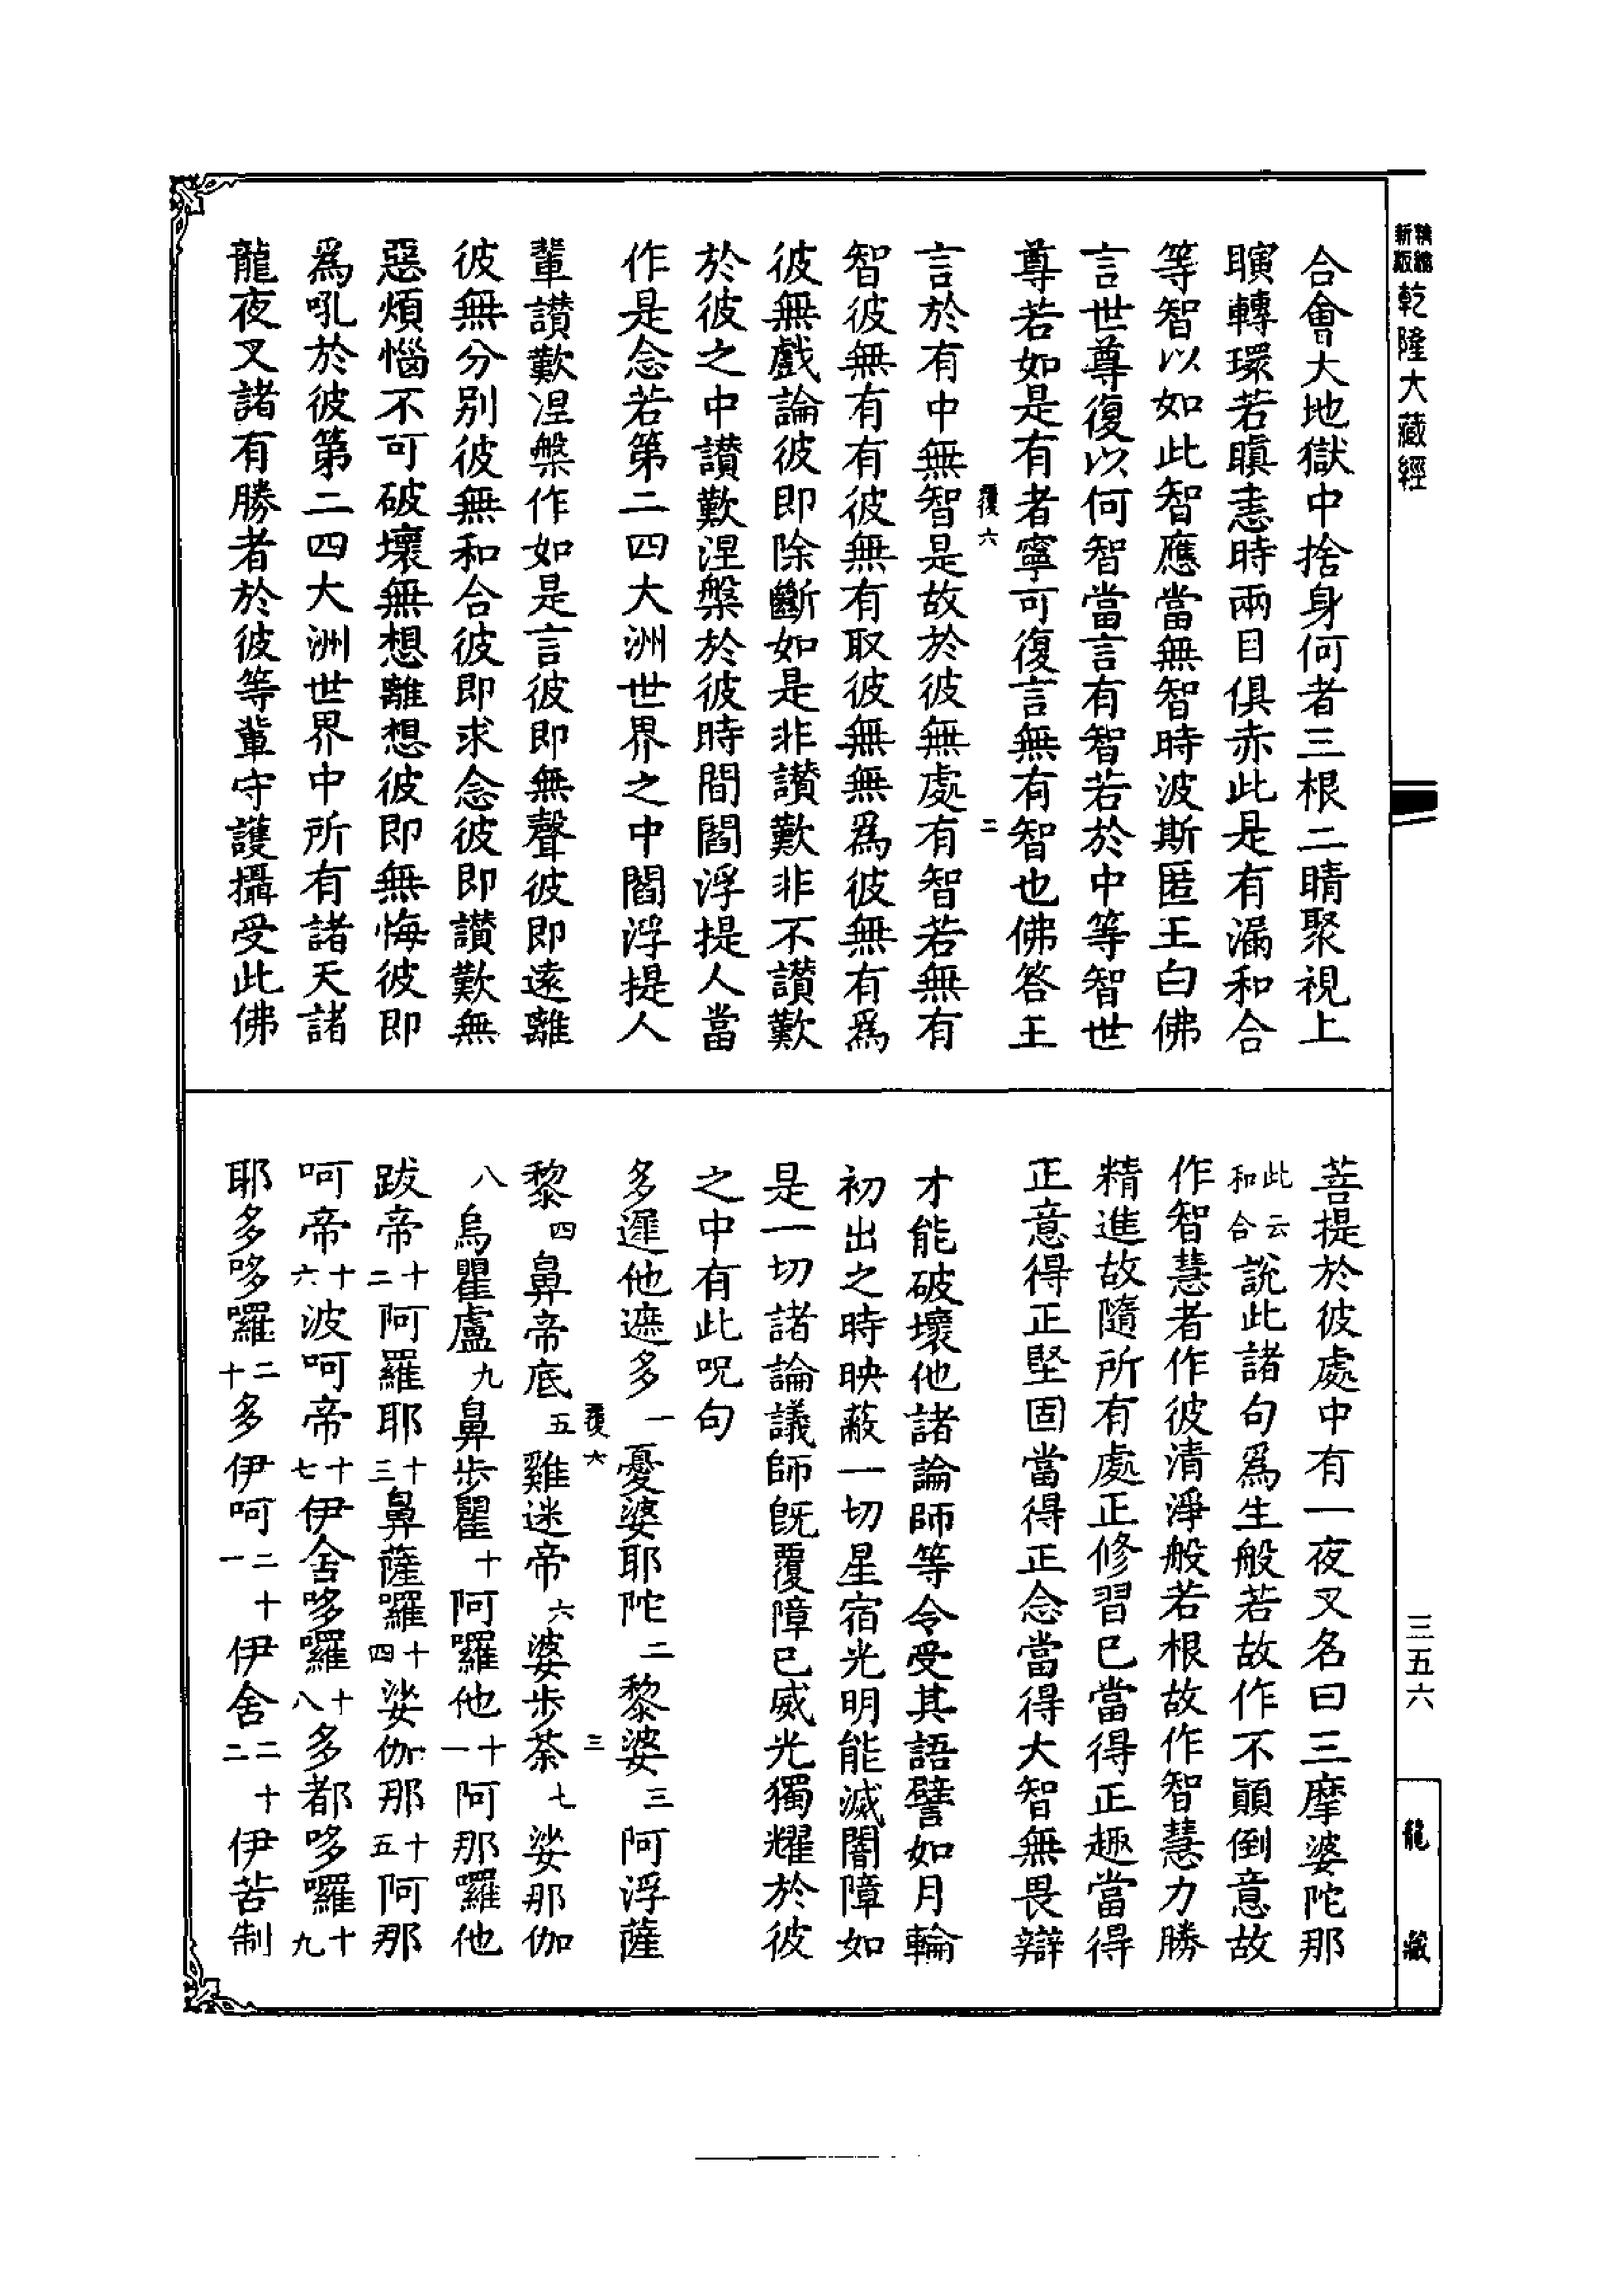 新版精縮乾隆大藏經
合會大地獄中捨身何者三根二睛聚視上
瞚轉環若瞋恚時兩目俱赤此是有漏和合
等智以如此智應當無智時波斯匿王白佛
言世尊復以何智當言有智若於中等智世
尊若如是有者寧可復言無有智也佛答王
覆六 二
言於有中無智是故於彼無處有智若無有
智彼無有有彼無有取彼無無爲彼無有爲
彼無戲論彼即除斷如是非讃歎非不讃歎
於彼之中讃歎涅槃於彼時間閻浮提人當
作是念若第二四大洲世界之中閻浮提人
輩讃歎涅槃作如是言彼即無聲彼即遠離
彼無分別彼無和合彼即求念彼即讃歎無
惡煩惱不可破壞無想離想彼即無悔彼即
爲吼於彼第二四大洲世界中所有諸天諸
龍夜叉諸有勝者於彼等輩守護攝受此佛
菩提於彼處中有一夜叉名曰三摩婆陀那
此云和合說此諸句爲生般若故作不顛倒意故
作智慧者作彼清淨般若根故作智慧力勝
精進故隨所有處正修習已當得正趣當得
正意得正堅固當得正念當得大智無畏辯
才能破壞他諸論師等令受其語譬如月輪
初出之時映蔽一切星宿光明能滅闇障如
是一切諸論議師旣覆障已威光獨耀於彼
之中有此呪句
多遲他遮多一憂婆耶陀二黎婆三阿浮薩
覆六 三
黎四鼻帝底五雞迷帝六婆步荼七娑那伽
八烏瞿盧九鼻步瞿十阿囉他十一阿那囉他
跋帝十二阿羅耶十三鼻薩囉十四娑伽那十五阿那
呵帝十六波呵帝十七伊舍哆囉十八多都哆囉十九
耶多哆囉二十多伊呵二十一伊舍二十二伊苫制
三五六
龍藏